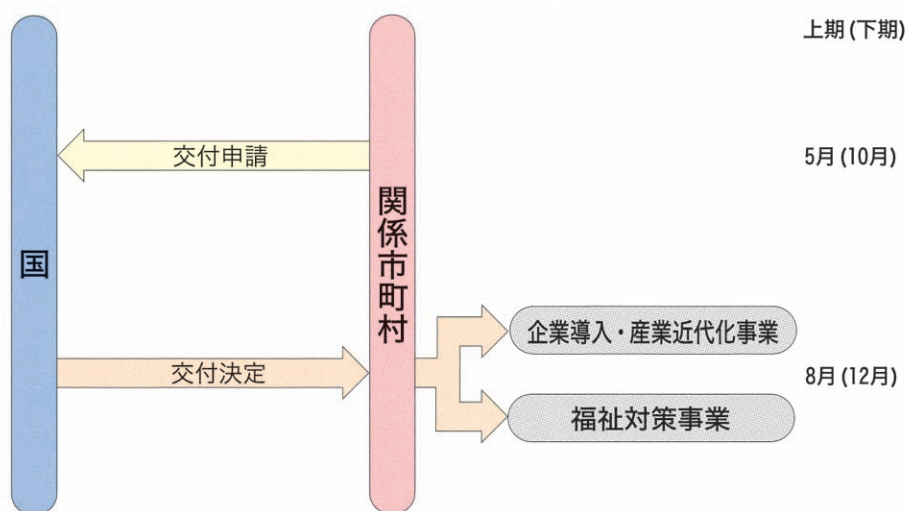 上期(下期)
交付申請
5月(10月)
国
関係市町村
企業導入・産業近代化事業
交付決定
8月(12月)
福祉対策事業